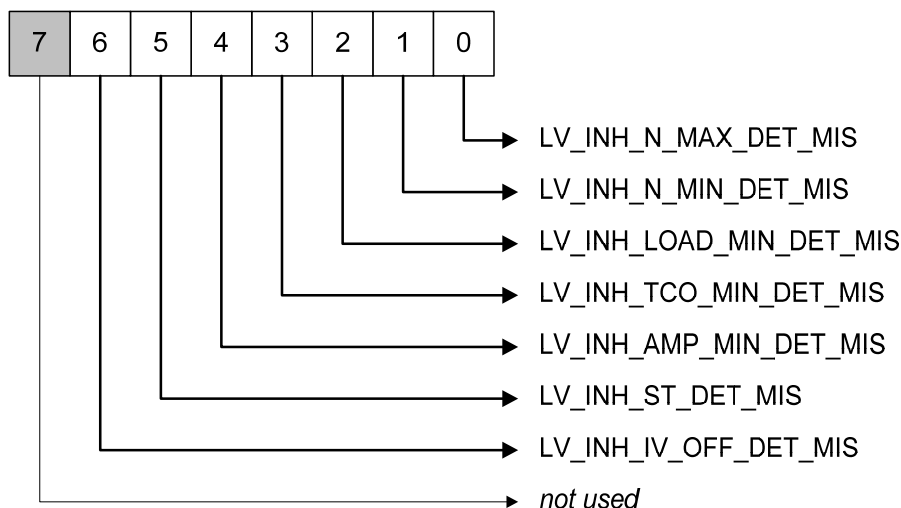 7 6 5 4 3 2 1 0
LV_INH_N_MAX_DET_MIS
LV_INH_N_MIN_DET_MIS
LV_INH_LOAD_MIN_DET_MIS
LV_INH_TCO_MIN_DET_MIS
LV_INH_AMP_MIN_DET_MIS
LV_INH_ST_DET_MIS
LV_INH_IV_OFF_DET_MIS
not used